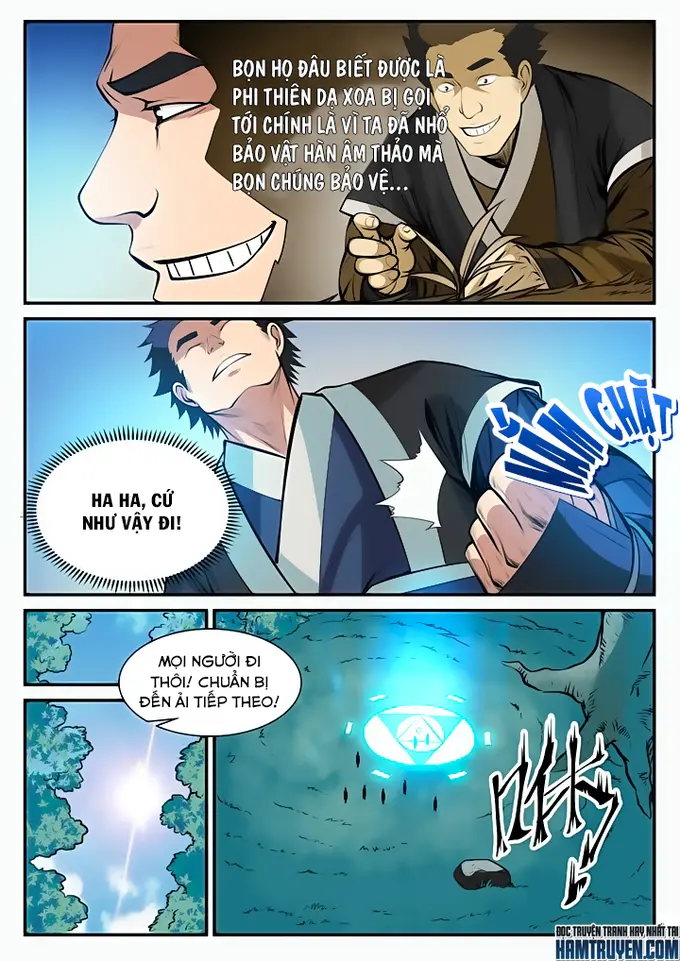 BỌN HỌ ĐÂU BIẾT ĐƯỢC LÀ
PHI THIÊN DẠ XOA BỊ GỌI
TỚI CHÍNH LÀ VÌ TA ĐÃ NHỔ
BẢO VẬT HÀN ÂM THẢO MÀ
BỌN CHÚNG BẢO VỆ...
NẮM CHẶT
HA HA, CỨ
NHƯ VẬY ĐI!
MỌI NGƯỜI ĐI
THÔI! CHUẨN BỊ
ĐẾN ẢI TIẾP THEO!
ĐỌC TRUYỆN TRANH HAY NHẤT TẠI
HAMTRUYEN.COM